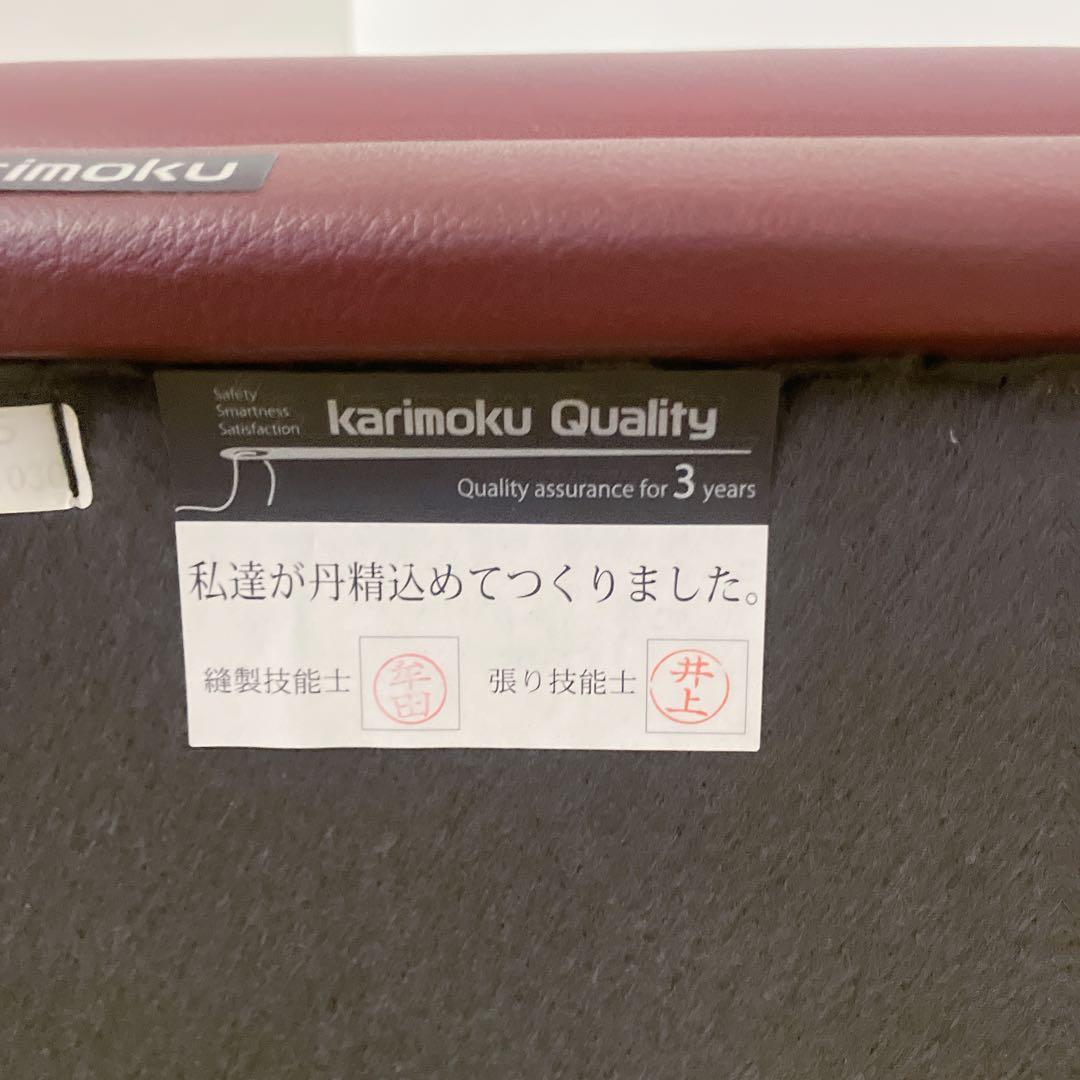 rimoku
Safety
Smartness
Satisfaction
karimoku Quality
Quality assurance for 3 years
私達が丹精込めてつくりました。
縫製技能士 牟田 張り技能士 井上
030